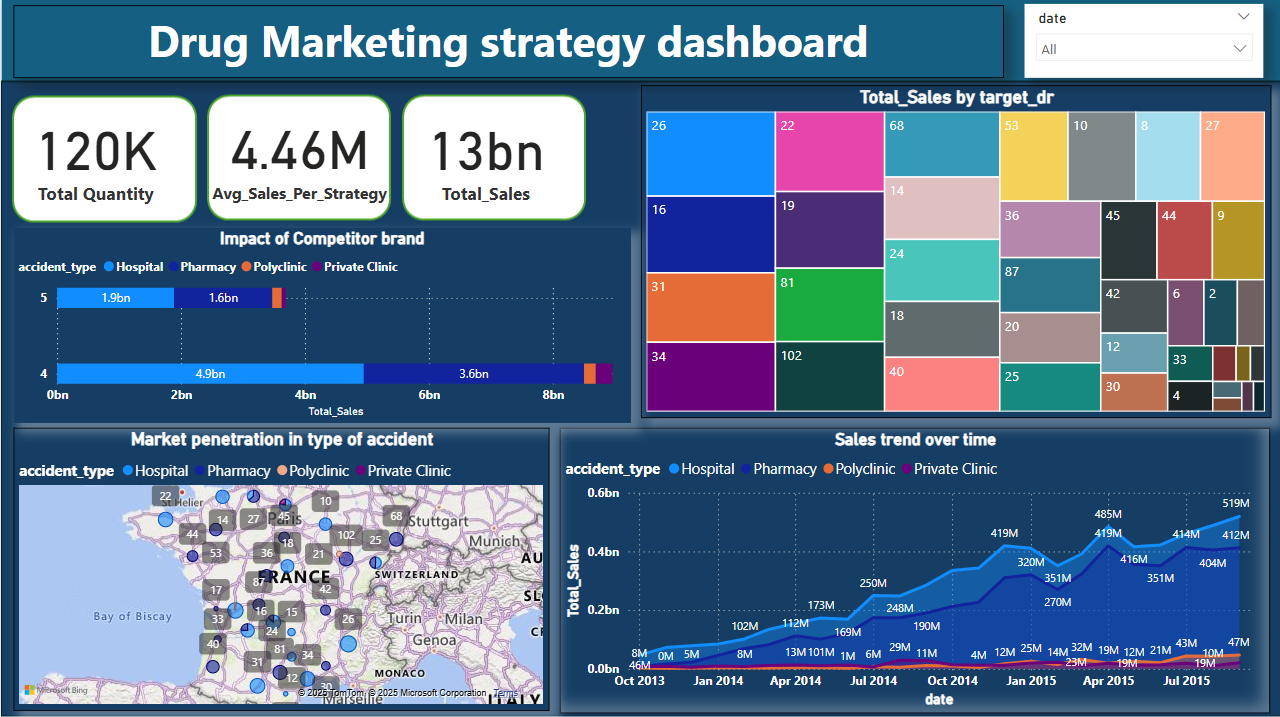 Drug Marketing strategy dashboard
date
All
120K
Total Quantity
4.46M
Avg_Sales_Per_Strategy
13bn
Total_Sales
Total_Sales by target_dr
26
16
31
34
22
19
81
102
68
14
24
18
40
53
10
8
27
36
87
20
25
45
44
9
42
12
30
6
2
33
4
Impact of Competitor brand
accident_type Hospital Pharmacy Polyclinic Private Clinic
5
1.9bn 1.6bn
4
4.9bn 3.6bn
0bn 2bn 4bn 6bn 8bn
Total_Sales
Market penetration in type of accident
accident_type Hospital Pharmacy Polyclinic Private Clinic
22
St Helier
10
14
27
45
Paris
68
Stuttgart
44
102
25
Munich
18
53
36
21
AU
FRANCE
SWITZERLAND
87
42
17
SL
Bay of Biscay
16
15
33
26
Turin
Milan
24
Genoa
40
81
34
31
MONACO
12
Microsoft Bing
© 2025 TomTom, © 2025 Microsoft Corporation Terms
Marseille
ITALY
Sales trend over time
accident_type Hospital Pharmacy Polyclinic Private Clinic
Total_Sales
0.6bn
0.4bn
0.2bn
0.0bn
519M
485M
419M
419M
414M
412M
320M
351M
416M
404M
351M
270M
250M
248M
190M
173M
169M
102M
112M
8M
46M
0M
5M
8M
13M
101M
1M
6M
29M
11M
4M
12M
25M
14M
23M
32M
19M
19M
12M
21M
43M
19M
10M
47M
Oct 2013 Jan 2014 Apr 2014 Jul 2014 Oct 2014 Jan 2015 Apr 2015 Jul 2015
date